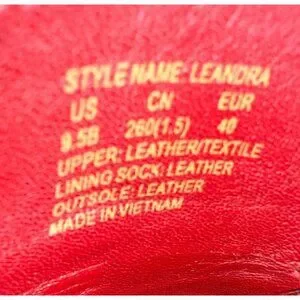 STYLE NAME: LEANDRA
US CN EUR
9.5B 260(1.5) 40
UPPER: LEATHER/TEXTILE
LINING SOCK: LEATHER
OUTSOLE: LEATHER
MADE IN VIETNAM